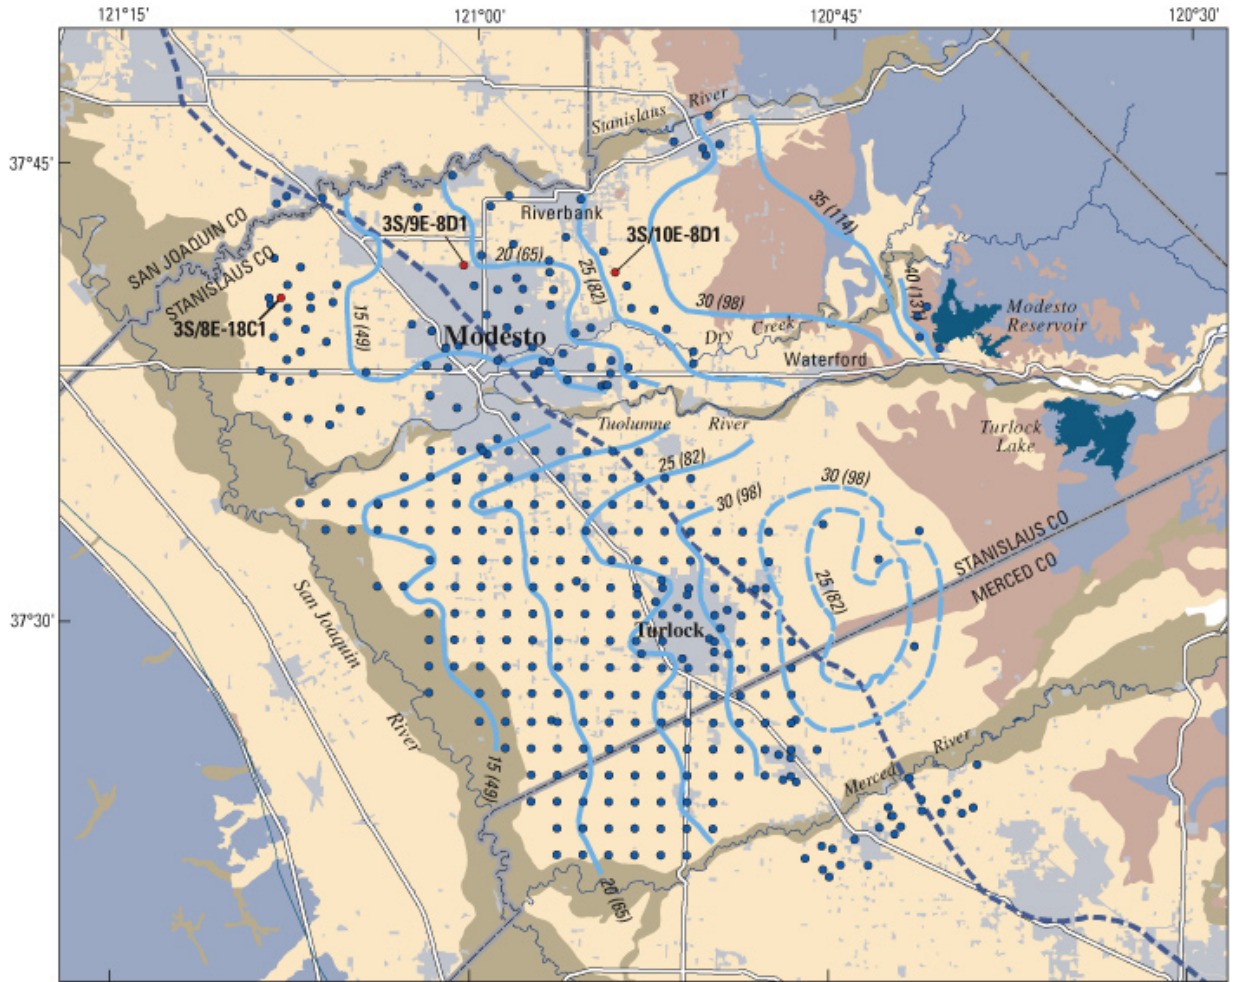 121°15'
121°00'
120°45'
120°30'
37°45'
37°30'
Stanislaus River
SAN JOAQUIN CO
STANISLAUS CO
3S/9E-8D1
Riverbank
3S/10E-8D1
35 (114)
20 (65)
25 (82)
30 (98)
40 (131)
15 (49)
3S/8E-18C1
Modesto
Dry Creek
Waterford
Modesto
Reservoir
Tuolumne River
Turlock
Lake
25 (82)
30 (98)
30 (98)
25 (82)
STANISLAUS CO
MERCED CO
San Joaquin
River
Turlock
15 (49)
20 (65)
Merced River